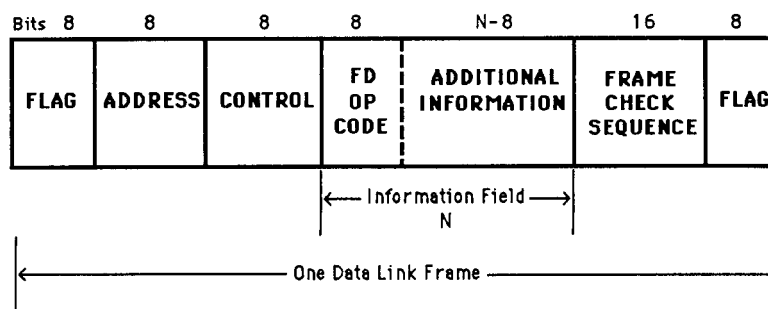 Bits 8 8 8 8 N-8 16 8
FLAG ADDRESS CONTROL FD OP CODE ADDITIONAL INFORMATION FRAME CHECK SEQUENCE FLAG
Information Field
N
One Data Link Frame